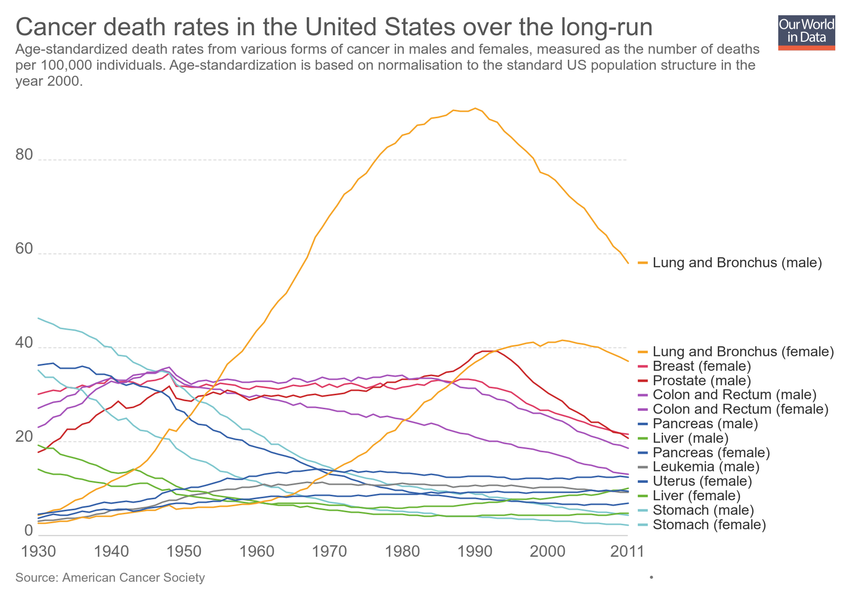 Cancer death rates in the United States over the long-run
Our World
in Data
Age-standardized death rates from various forms of cancer in males and females, measured as the number of deaths
per 100,000 individuals. Age-standardization is based on normalisation to the standard US population structure in the
year 2000.
80
60
40
20
0
Lung and Bronchus (male)
Lung and Bronchus (female)
Breast (female)
Prostate (male)
Colon and Rectum (male)
Colon and Rectum (female)
Pancreas (male)
Liver (male)
Pancreas (female)
Leukemia (male)
Uterus (female)
Liver (female)
Stomach (male)
Stomach (female)
1930 1940 1950 1960 1970 1980 1990 2000 2011
Source: American Cancer Society